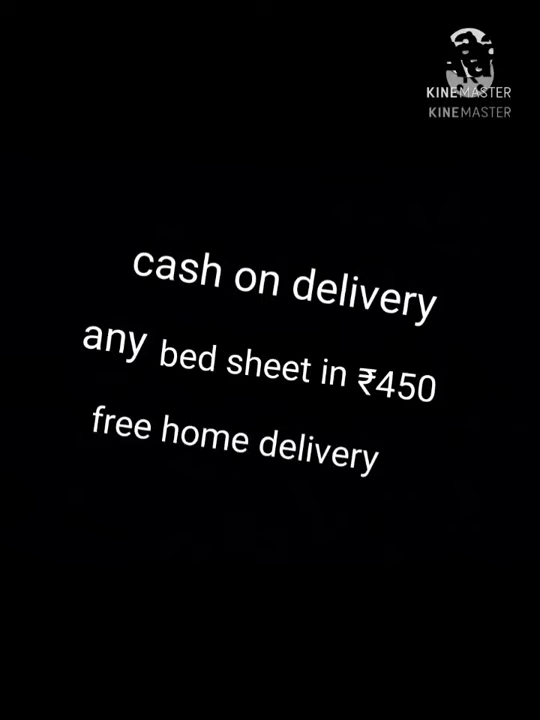 KINEMASTER
KINEMASTER
cash on delivery
any bed sheet in ₹450
free home delivery